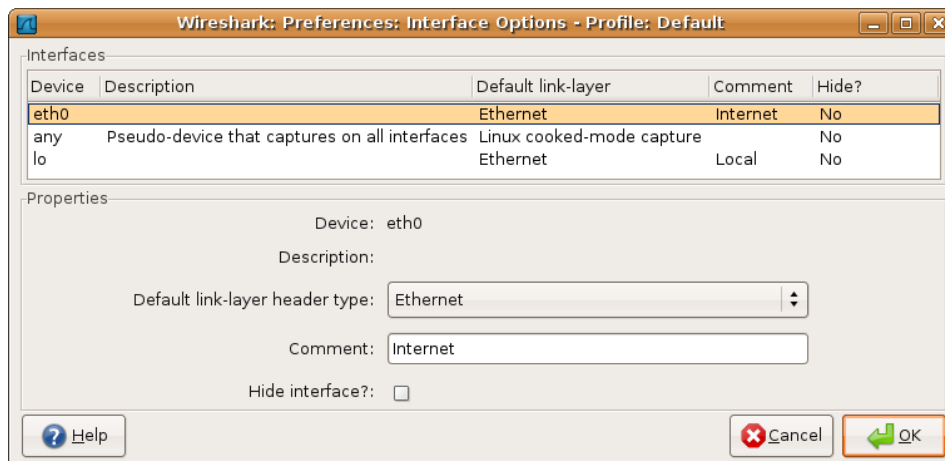 Wireshark: Preferences: Interface Options - Profile: Default
Interfaces
Device Description Default link-layer Comment Hide?
eth0 Ethernet Internet No
any Pseudo-device that captures on all interfaces Linux cooked-mode capture No
lo Ethernet Local No
Properties
Device: eth0
Description:
Default link-layer header type: Ethernet
Comment: Internet
Hide interface?:
Help Cancel OK